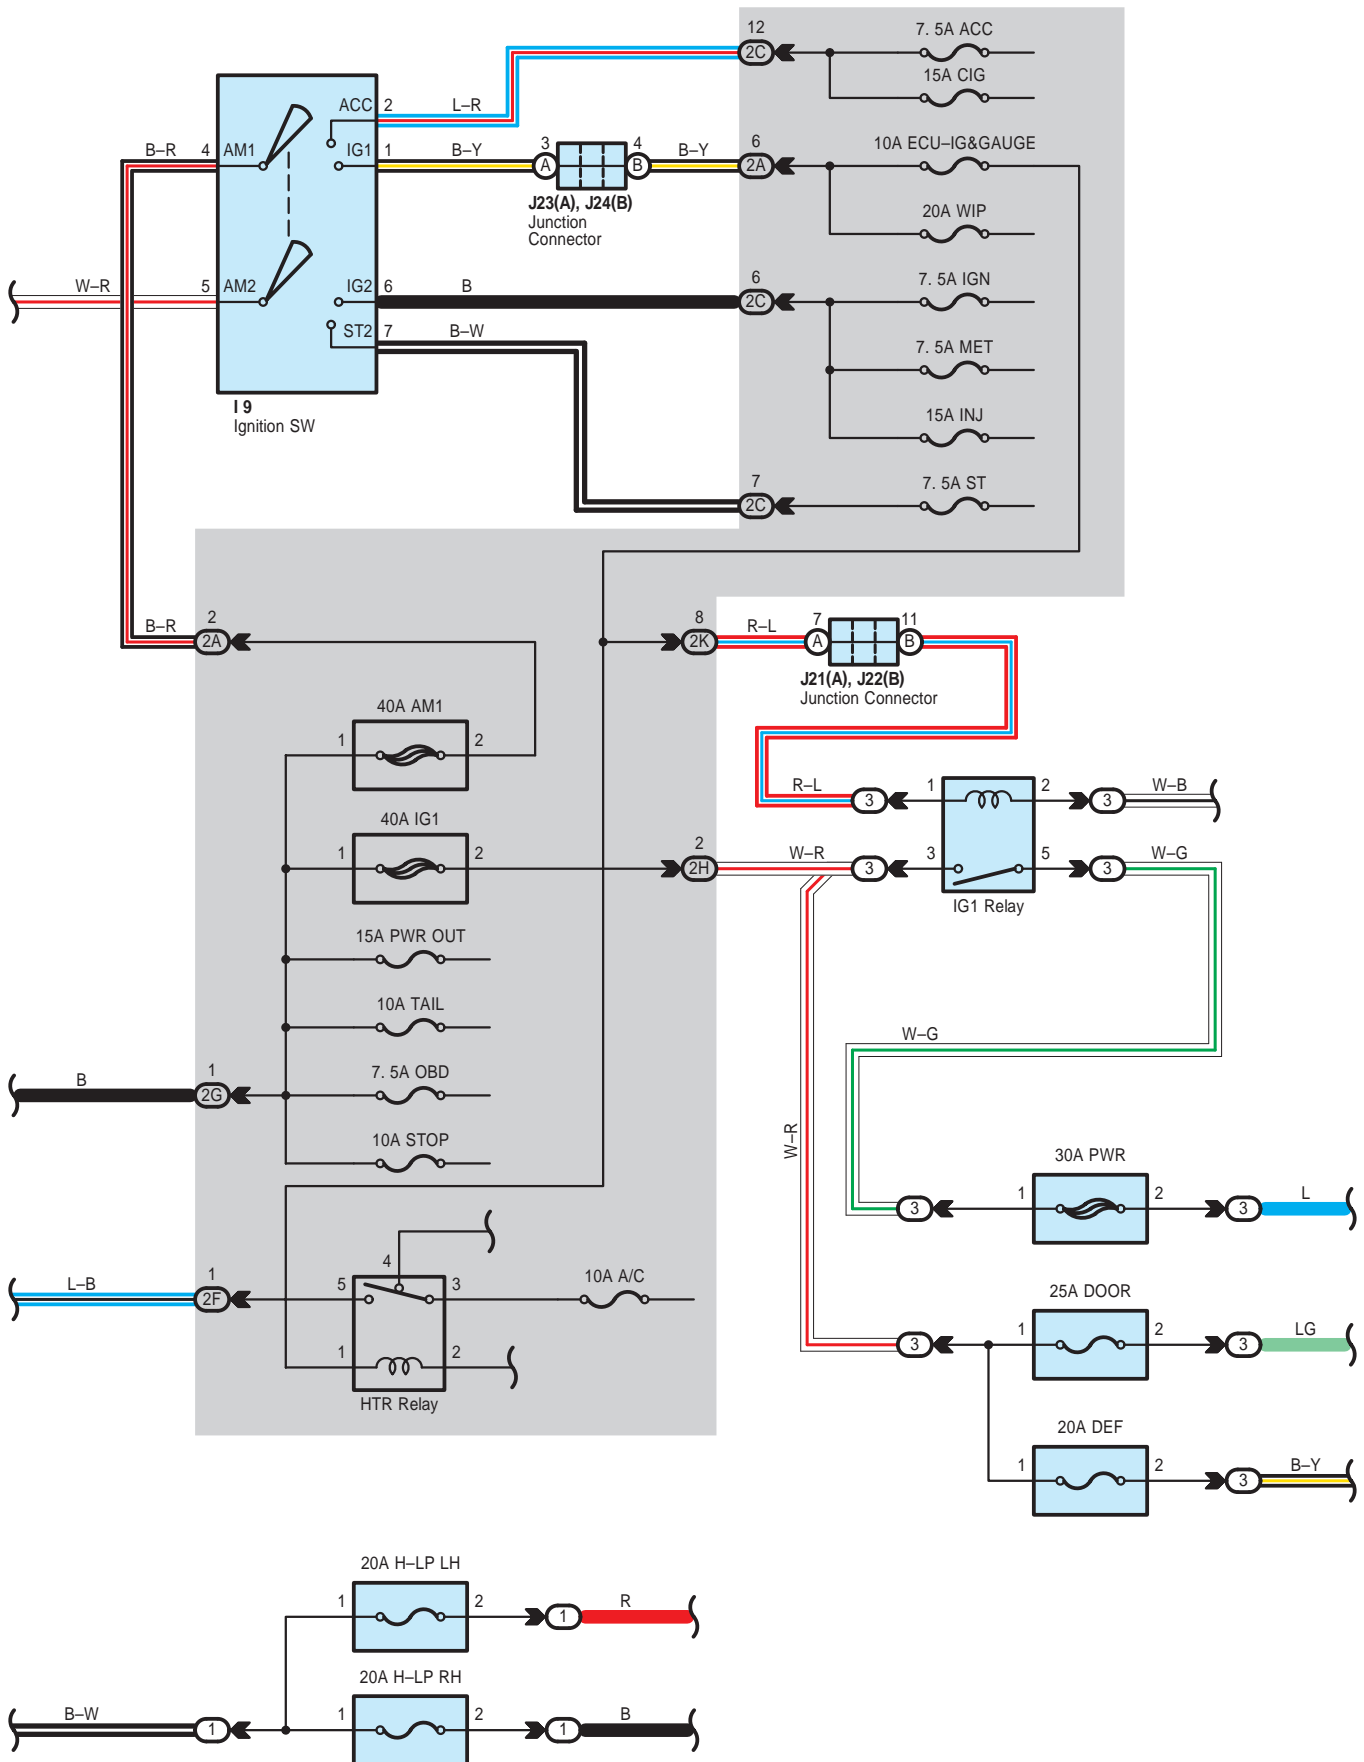 12
7. 5A ACC
2C
15A CIG
ACC 2 L–R
B–R 4 AM1
IG1 1 B–Y 3 A 4 B B–Y 6 2A
10A ECU–IG&GAUGE
J23(A), J24(B)
Junction
Connector
20A WIP
W–R 5 AM2
IG2 6 B 6 2C
7. 5A IGN
ST2 7 B–W
7. 5A MET
I 9
Ignition SW
15A INJ
7 2C
7. 5A ST
B–R 2 2A
8 2K R–L 7 A 11 B
J21(A), J22(B)
Junction Connector
40A AM1
1 2
R–L 3 1 2 3 W–B
40A IG1
1 2
2 2H W–R 3 3 5 3 W–G
IG1 Relay
15A PWR OUT
10A TAIL
W–G
B 1 2G
7. 5A OBD
10A STOP
W–R
30A PWR
3 1 2 3 L
L–B 1 2F
5 4 3
10A A/C
25A DOOR
3 1 2 3 LG
1 2
HTR Relay
20A DEF
1 2 3 B–Y
20A H–LP LH
1 2 1 R
20A H–LP RH
B–W 1 1 2 1 B